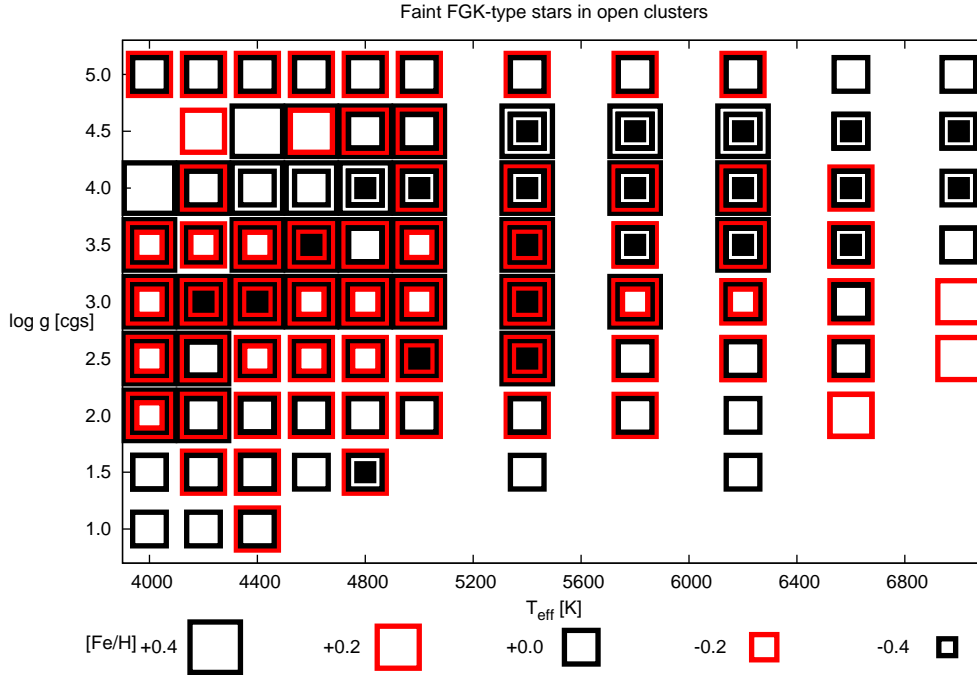 Faint FGK-type stars in open clusters
5.0
4.5
4.0
3.5
3.0
log g [cgs]
2.5
2.0
1.5
1.0
4000 4400 4800 5200 5600 6000 6400 6800
T_eff [K]
[Fe/H] +0.4 +0.2 +0.0 -0.2 -0.4